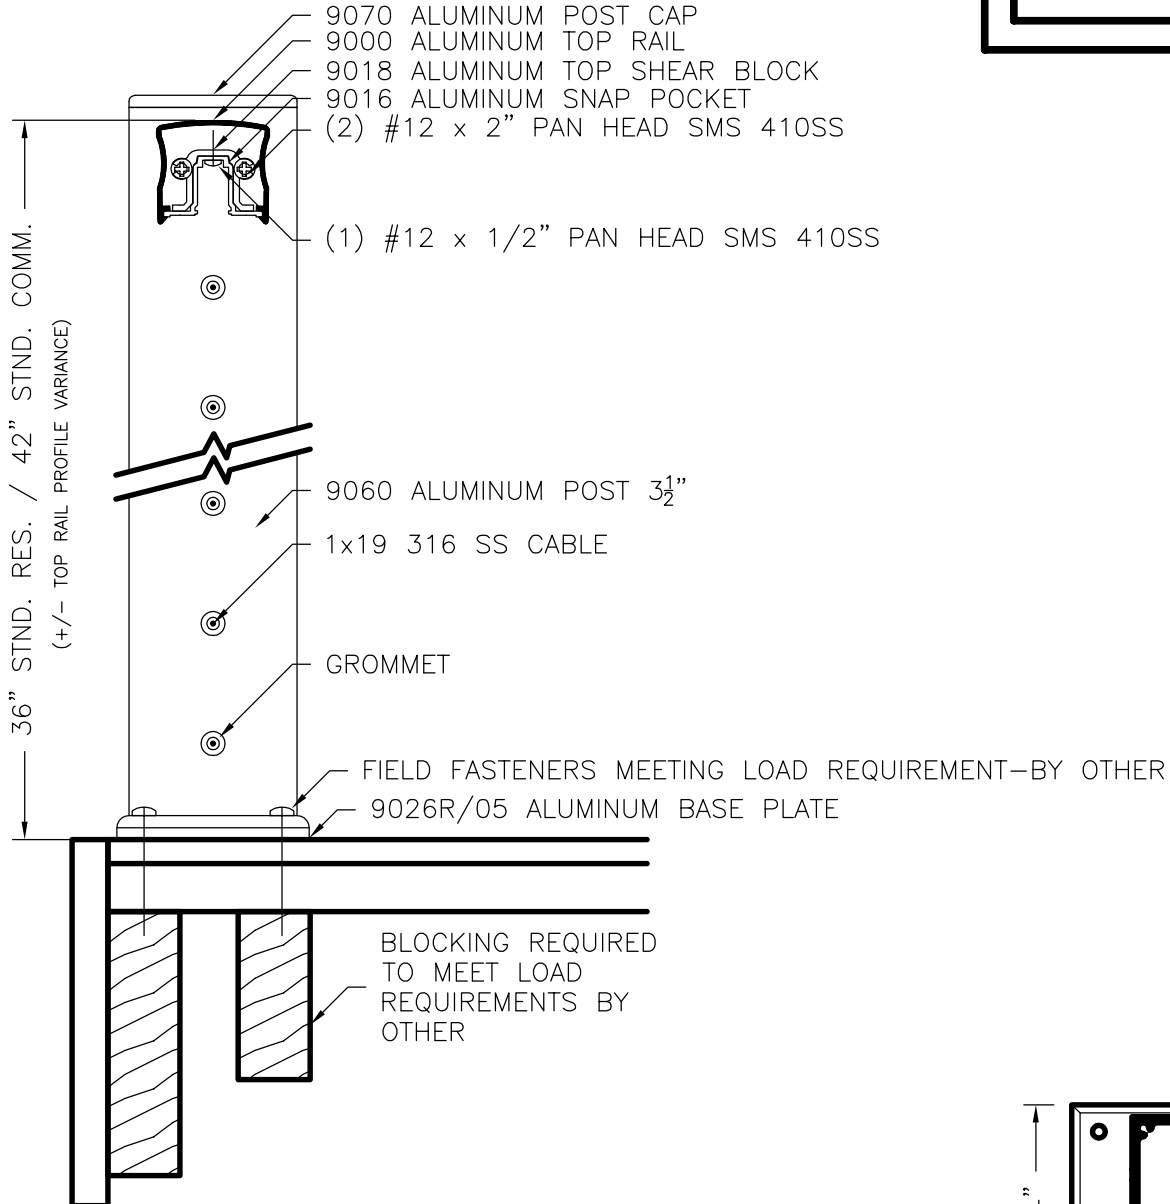 9070 ALUMINUM POST CAP
9000 ALUMINUM TOP RAIL
9018 ALUMINUM TOP SHEAR BLOCK
9016 ALUMINUM SNAP POCKET
(2) #12 x 2” PAN HEAD SMS 410SS
(1) #12 x 1/2” PAN HEAD SMS 410SS
36” STND. RES. / 42” STND. COMM.
(+/- TOP RAIL PROFILE VARIANCE)
9060 ALUMINUM POST 3½”
1x19 316 SS CABLE
GROMMET
FIELD FASTENERS MEETING LOAD REQUIREMENT-BY OTHER
9026R/05 ALUMINUM BASE PLATE
BLOCKING REQUIRED
TO MEET LOAD
REQUIREMENTS BY
OTHER